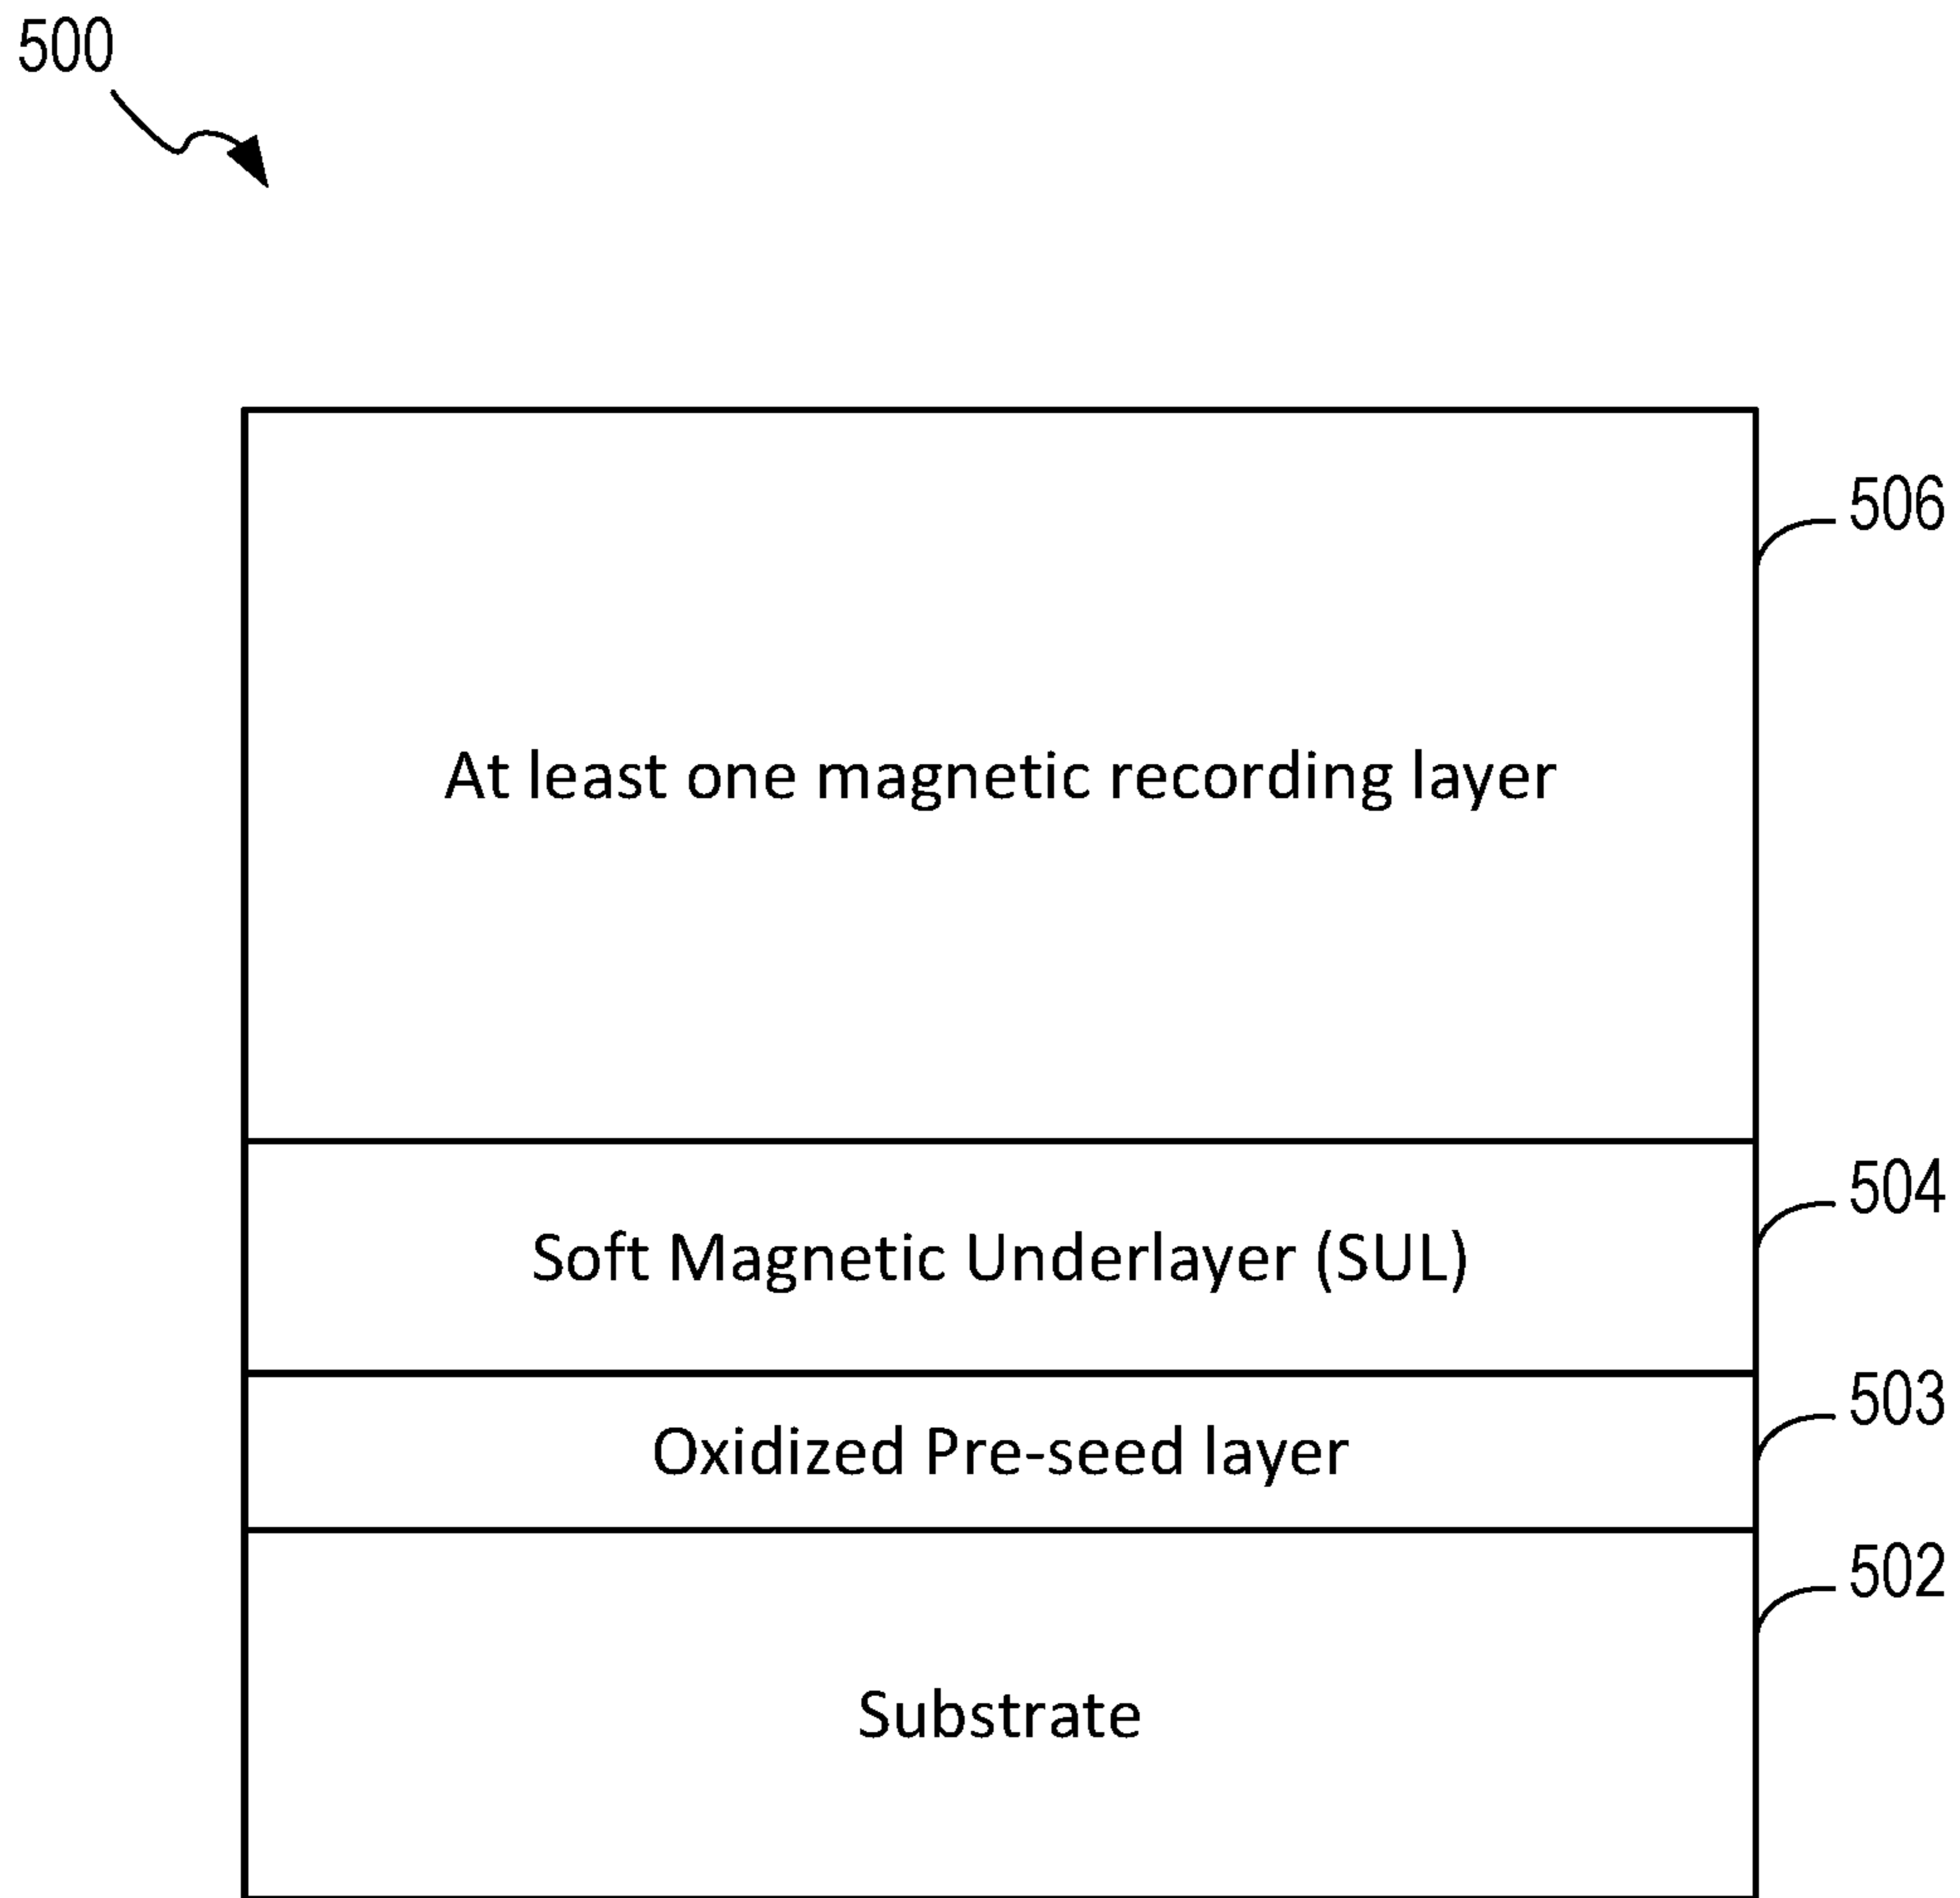 500
506
At least one magnetic recording layer
504
Soft Magnetic Underlayer (SUL)
503
Oxidized Pre-seed layer
502
Substrate